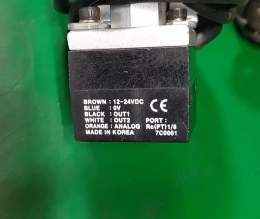 BROWN : 12-24VDC
BLUE : 0V
BLACK : OUT1
WHITE : OUT2 PORT :
ORANGE : ANALOG Rc(PT)1/8
MADE IN KOREA 7C0001
CE